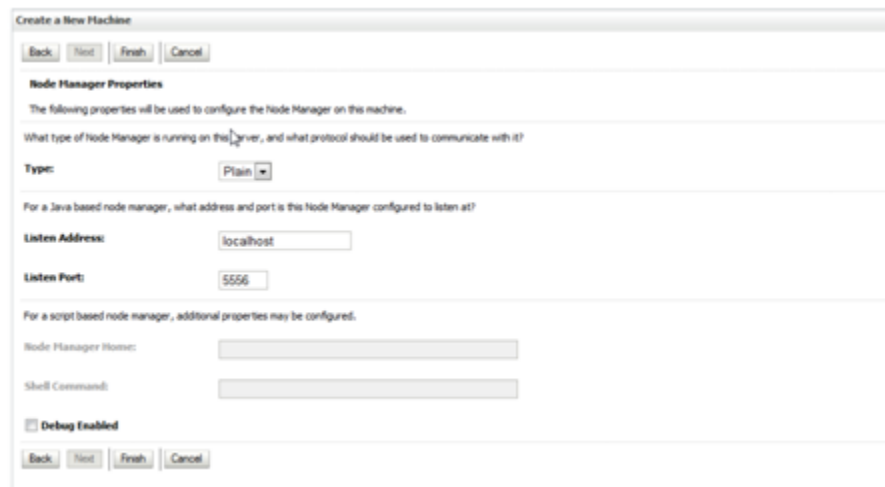 Create a New Machine
Back Next Finish Cancel
Node Manager Properties
The following properties will be used to configure the Node Manager on this machine.
What type of Node Manager is running on this server, and what protocol should be used to communicate with it?
Type: Plain
For a Java based node manager, what address and port is this Node Manager configured to listen at?
Listen Address: localhost
Listen Port: 5556
For a script based node manager, additional properties may be configured.
Node Manager Home:
Shell Command:
Debug Enabled
Back Next Finish Cancel